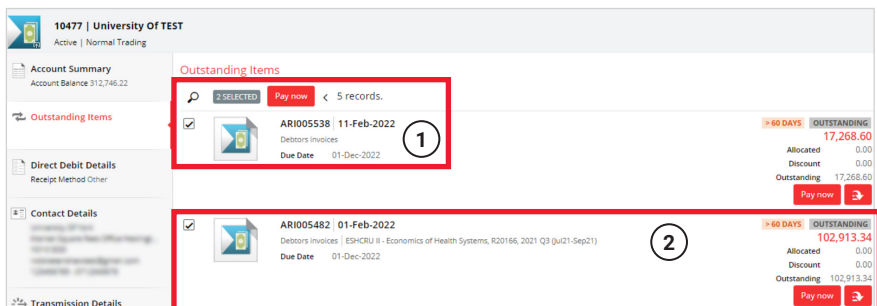 10477 | University Of TEST
Active | Normal Trading
Account Summary
Account Balance 312,746.22
Outstanding Items
Direct Debit Details
Receipt Method Other
Contact Details
Transmission Details
Outstanding Items
2 SELECTED Pay now < 5 records.
ARI005538 | 11-Feb-2022
Debtors invoices
Due Date 01-Dec-2022
1
> 60 DAYS OUTSTANDING
17,268.60
Allocated 0.00
Discount 0.00
Outstanding 17,268.60
Pay now
ARI005482 | 01-Feb-2022
Debtors invoices | ESHCRU II - Economics of Health Systems, R20166, 2021 Q3 (Jul21-Sep21)
Due Date 01-Dec-2022
2
> 60 DAYS OUTSTANDING
102,913.34
Allocated 0.00
Discount 0.00
Outstanding 102,913.34
Pay now